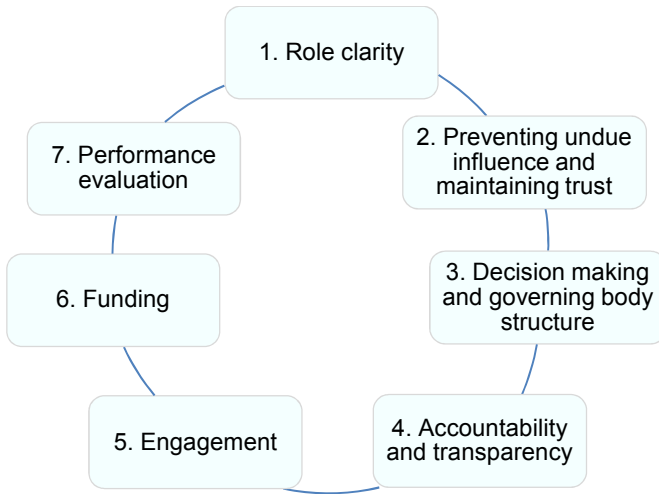 1. Role clarity
2. Preventing undue
influence and
maintaining trust
3. Decision making
and governing body
structure
4. Accountability
and transparency
5. Engagement
6. Funding
7. Performance
evaluation